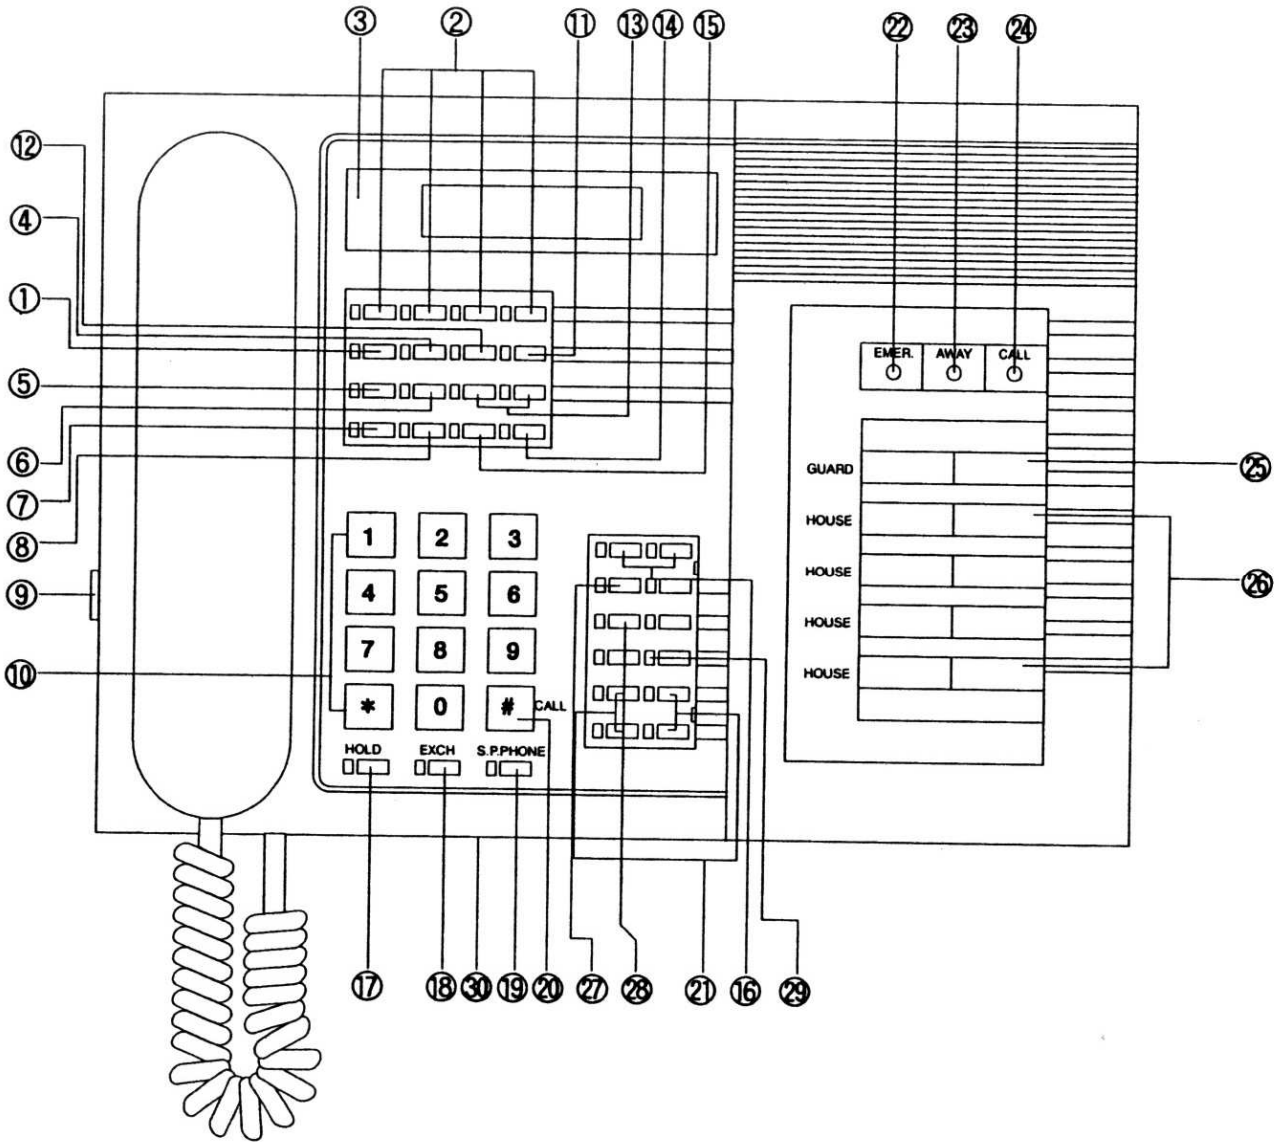 ③ ② ⑪ ⑬ ⑭ ⑮ ㉒ ㉓ ㉔
⑫
④
①
⑤
⑥
⑦
⑧
⑨
⑩
EMER. AWAY CALL
GUARD
HOUSE
HOUSE
HOUSE
HOUSE
㉕
㉖
1 2 3
4 5 6
7 8 9
* 0 # CALL
HOLD EXCH S.P.PHONE
⑰ ⑱ ㉚ ⑲ ⑳ ㉗ ㉘ ㉑ ⑯ ㉙